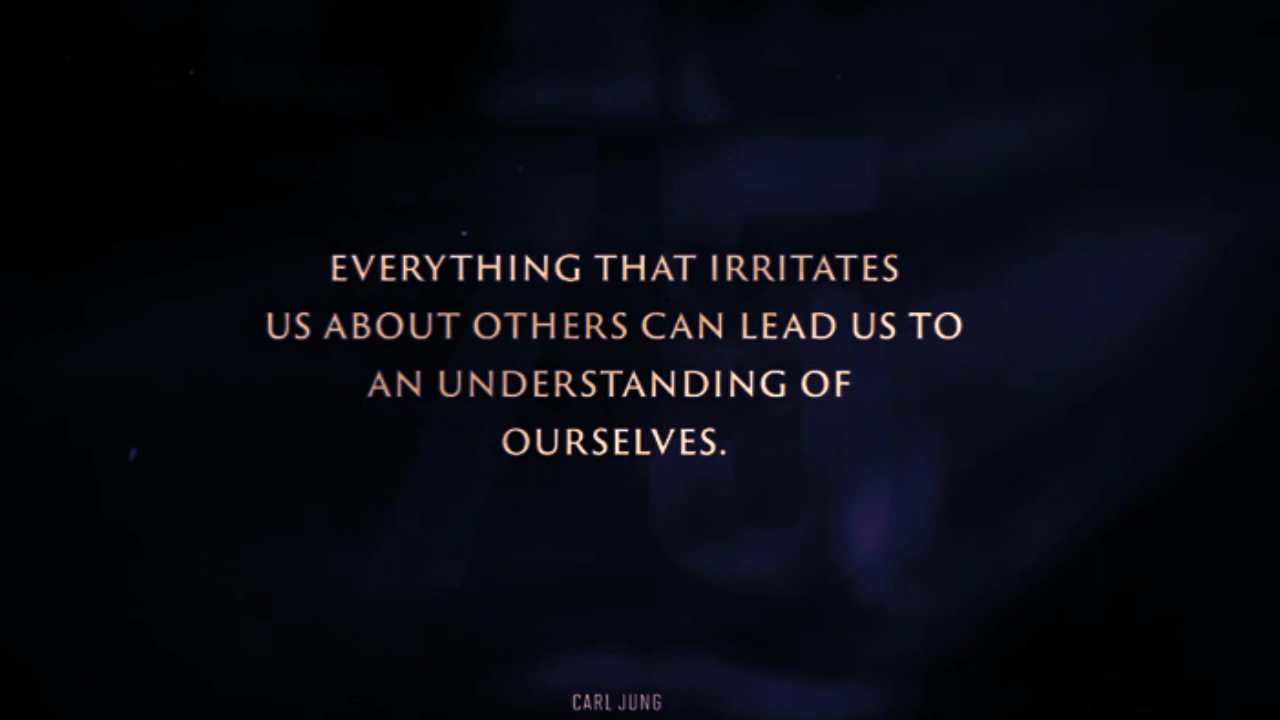 EVERYTHING THAT IRRITATES
US ABOUT OTHERS CAN LEAD US TO
AN UNDERSTANDING OF
OURSELVES.
CARL JUNG